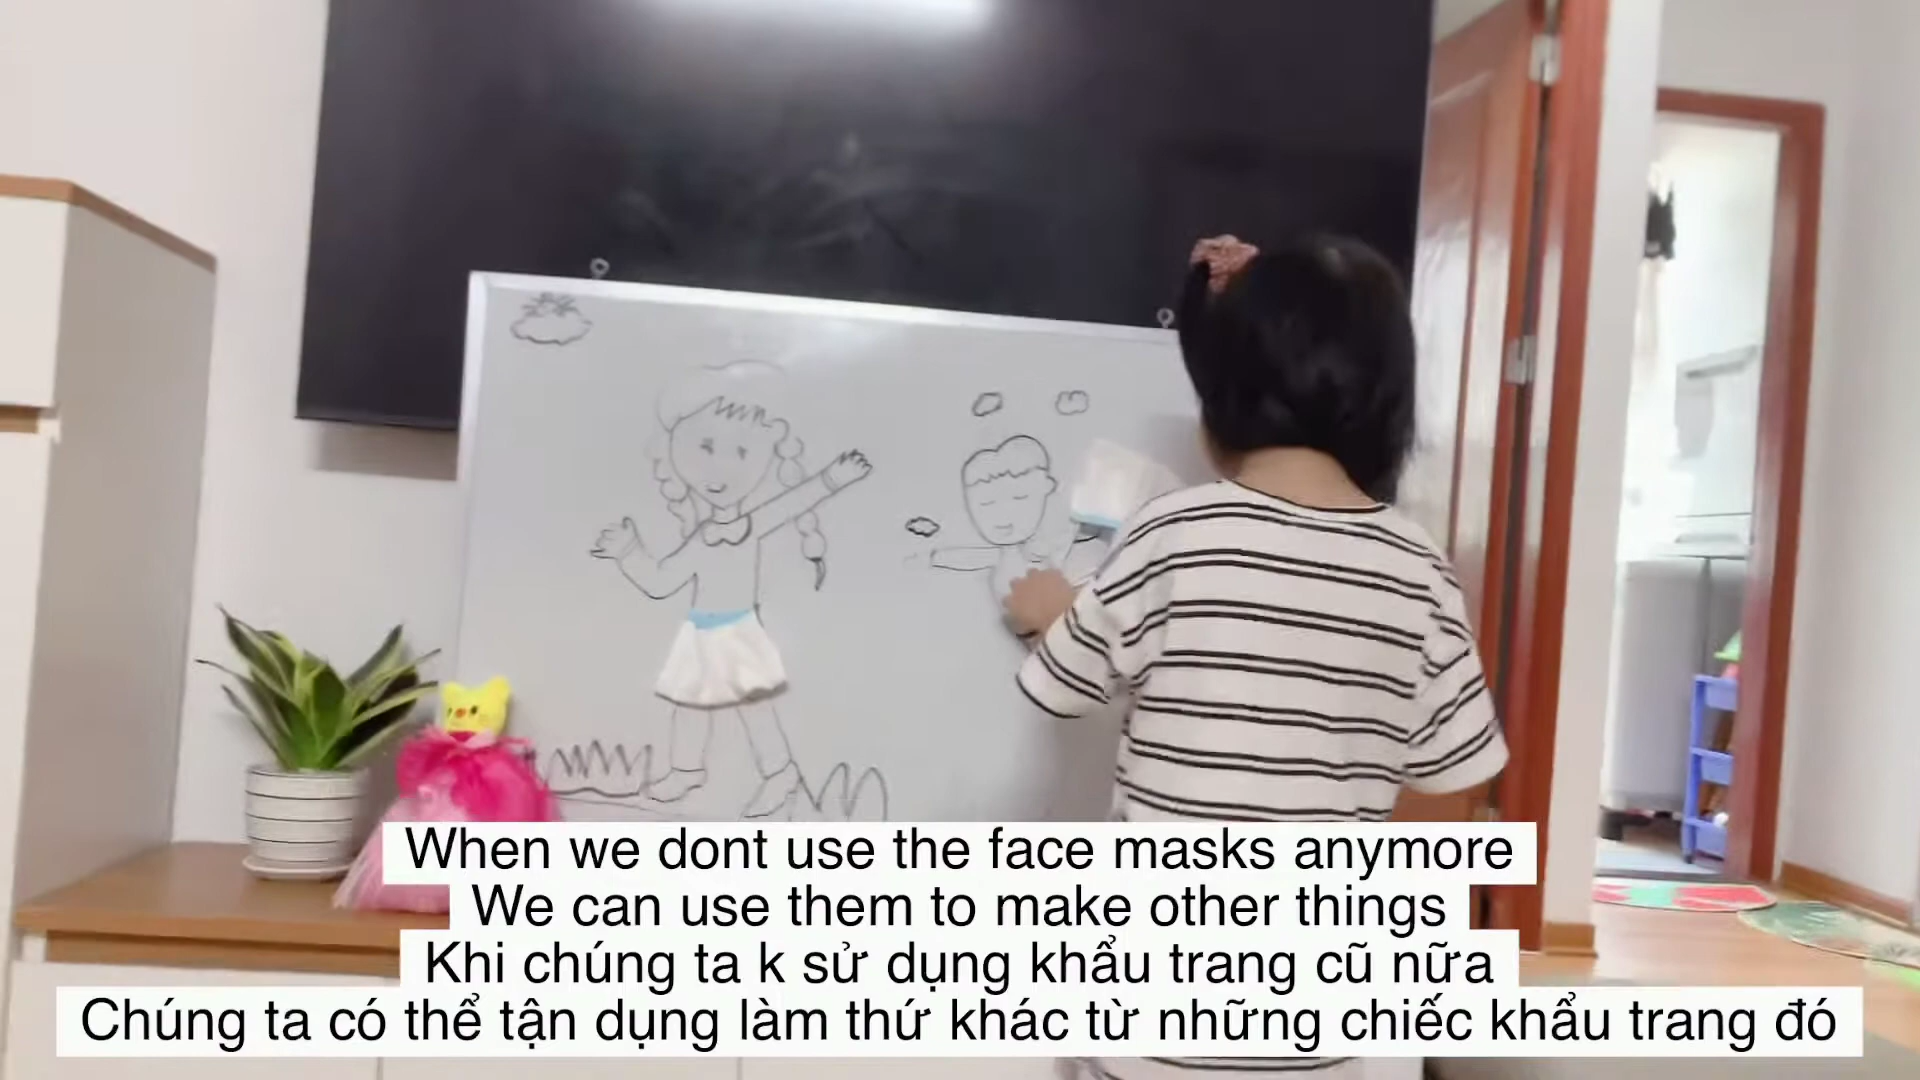 When we dont use the face masks anymore
We can use them to make other things
Khi chúng ta k sử dụng khẩu trang cũ nữa
Chúng ta có thể tận dụng làm thứ khác từ những chiếc khẩu trang đó